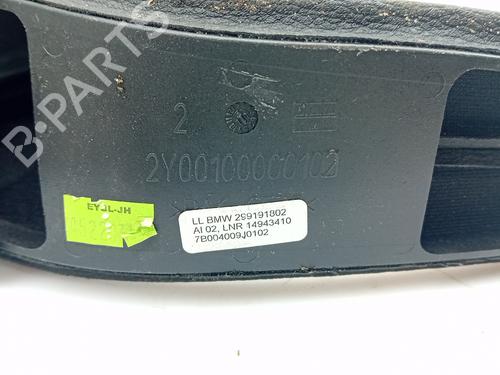 B-PARTS
2
2Y00100000102
EYJL-JH
LL BMW 299191802
AI 02, LNR 14943410
7B004009J0102